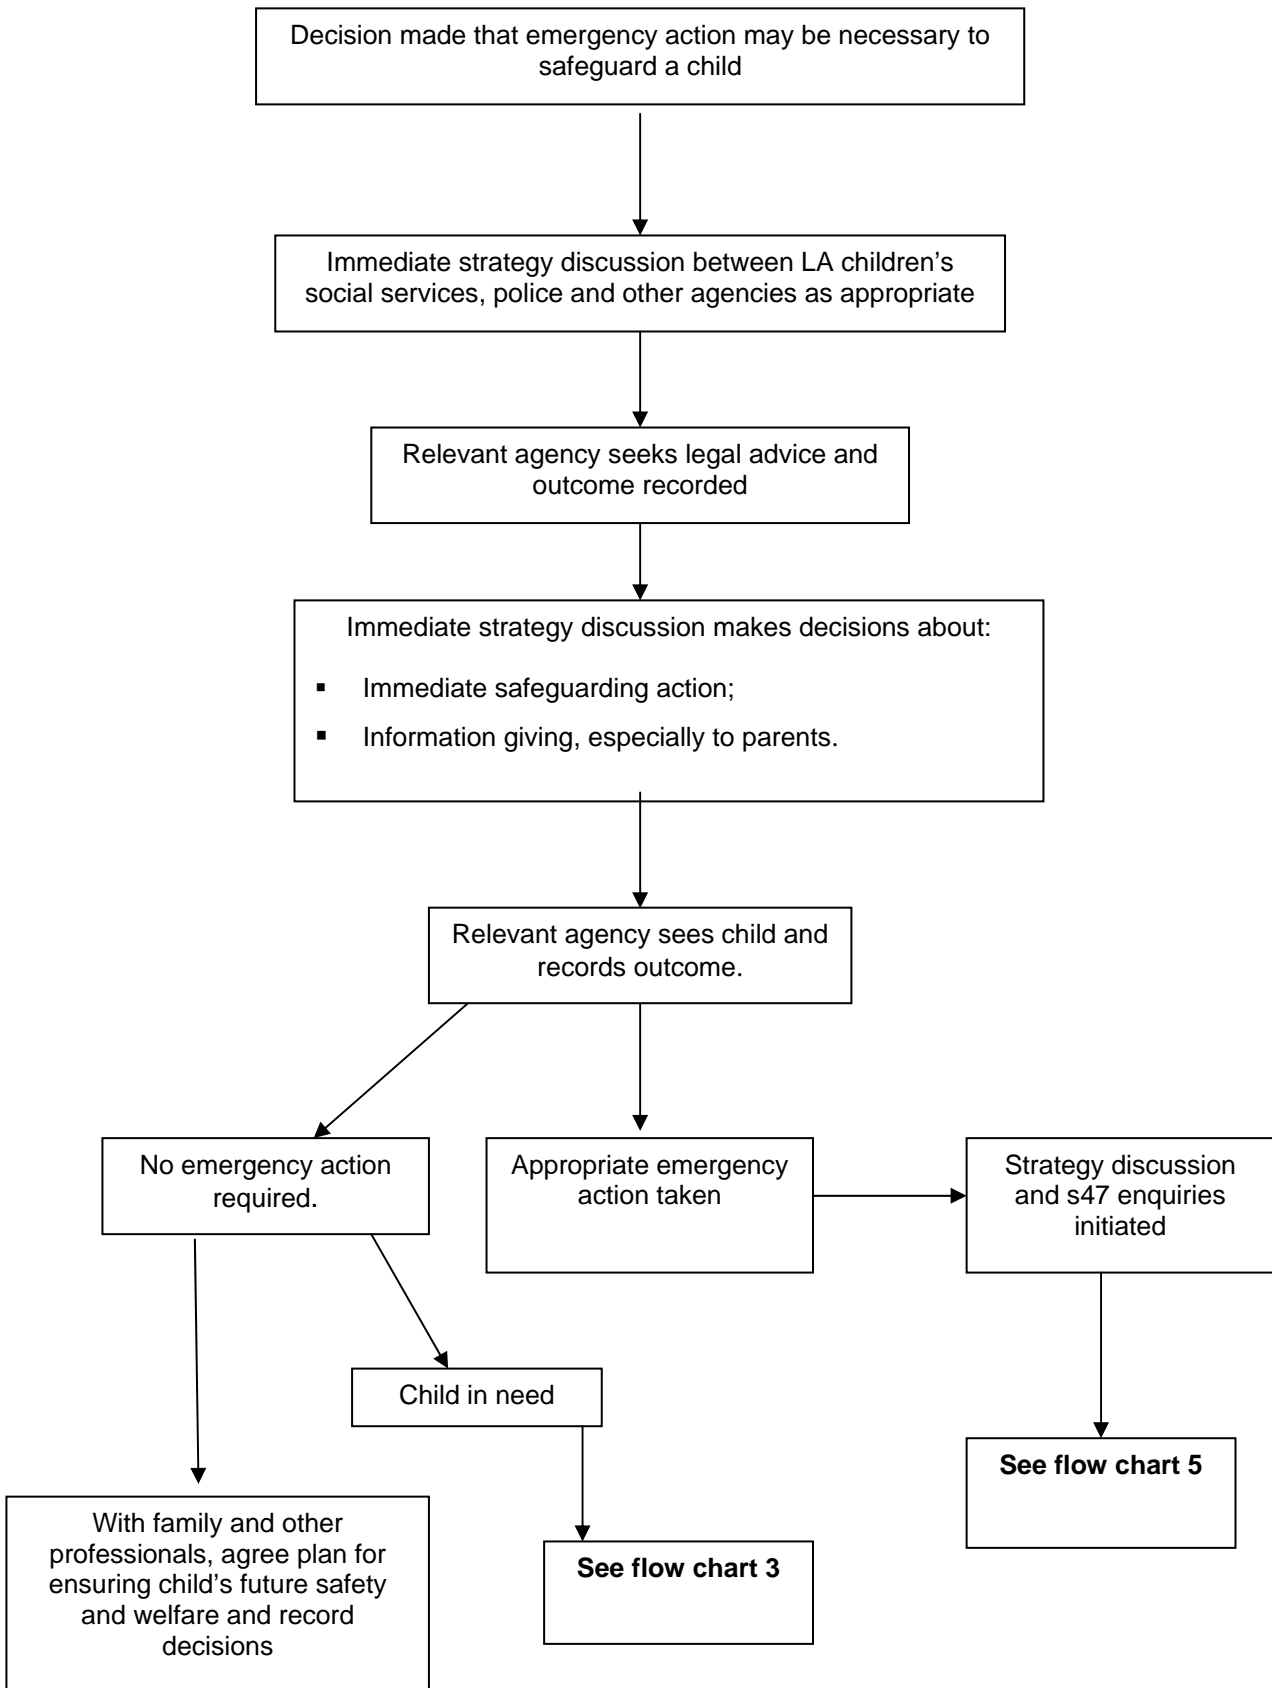 Decision made that emergency action may be necessary to
safeguard a child
Immediate strategy discussion between LA children’s
social services, police and other agencies as appropriate
Relevant agency seeks legal advice and
outcome recorded
Immediate strategy discussion makes decisions about:
▪ Immediate safeguarding action;
▪ Information giving, especially to parents.
Relevant agency sees child and
records outcome.
No emergency action
required.
Appropriate emergency
action taken
Strategy discussion
and s47 enquiries
initiated
Child in need
See flow chart 5
With family and other
professionals, agree plan for
ensuring child’s future safety
and welfare and record
decisions
See flow chart 3